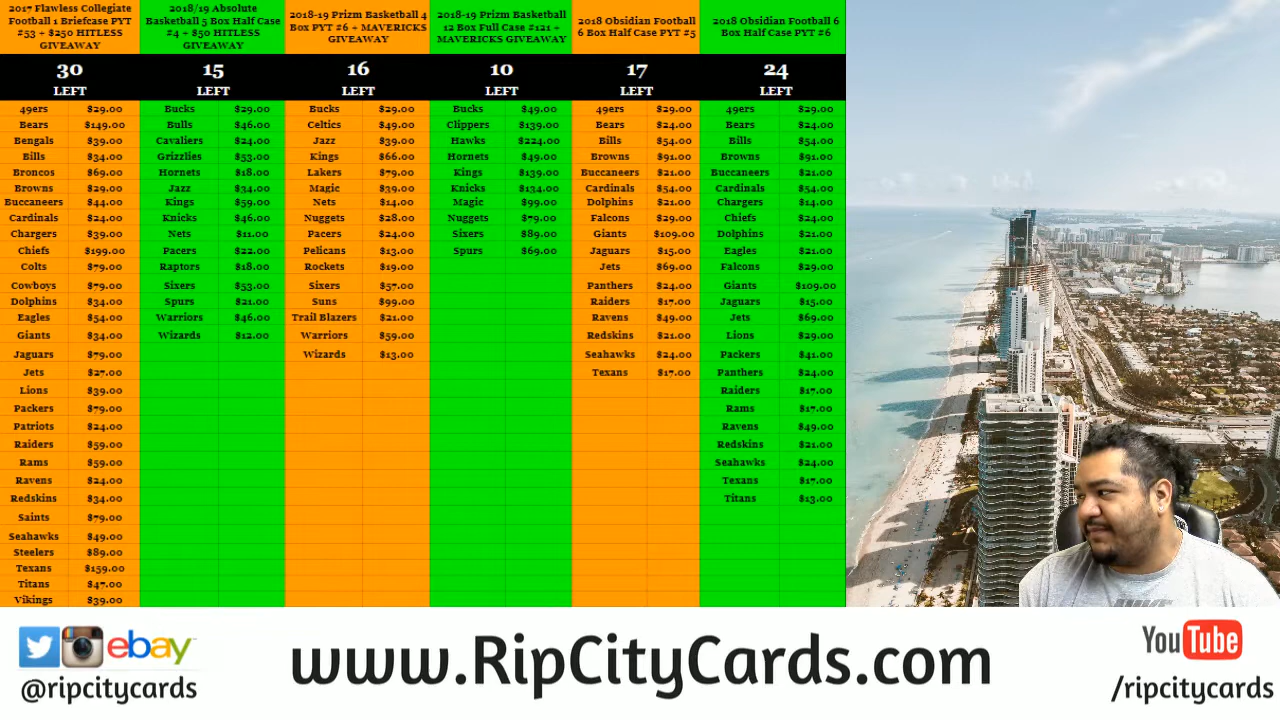 2017 Flawless Collegiate
Football 1 Briefcase PYT
#53 + $250 HITLESS
GIVEAWAY
30
LEFT
49ers $29.00
Bears $149.00
Bengals $39.00
Bills $34.00
Broncos $69.00
Browns $29.00
Buccaneers $44.00
Cardinals $24.00
Chargers $39.00
Chiefs $199.00
Colts $79.00
Cowboys $79.00
Dolphins $34.00
Eagles $54.00
Giants $34.00
Jaguars $79.00
Jets $27.00
Lions $39.00
Packers $79.00
Patriots $24.00
Raiders $59.00
Rams $59.00
Ravens $24.00
Redskins $34.00
Saints $79.00
Seahawks $49.00
Steelers $89.00
Texans $159.00
Titans $47.00
Vikings $39.00
2018/19 Absolute
Basketball 5 Box Half Case
#4 + $50 HITLESS
GIVEAWAY
15
LEFT
Bucks $29.00
Bulls $46.00
Cavaliers $24.00
Grizzlies $53.00
Hornets $18.00
Jazz $34.00
Kings $59.00
Knicks $46.00
Nets $11.00
Pacers $22.00
Raptors $18.00
Sixers $53.00
Spurs $21.00
Warriors $46.00
Wizards $12.00
2018-19 Prizm Basketball 4
Box PYT #6 + MAVERICKS
GIVEAWAY
16
LEFT
Bucks $29.00
Celtics $49.00
Jazz $39.00
Kings $66.00
Lakers $79.00
Magic $39.00
Nets $14.00
Nuggets $28.00
Pacers $24.00
Pelicans $13.00
Rockets $19.00
Sixers $57.00
Suns $99.00
Trail Blazers $21.00
Warriors $59.00
Wizards $13.00
2018-19 Prizm Basketball
12 Box Full Case #121 +
MAVERICKS GIVEAWAY
10
LEFT
Bucks $49.00
Clippers $139.00
Hawks $224.00
Hornets $49.00
Kings $139.00
Knicks $134.00
Magic $99.00
Nuggets $79.00
Sixers $89.00
Spurs $69.00
2018 Obsidian Football
6 Box Half Case PYT #5
17
LEFT
49ers $29.00
Bears $24.00
Bills $54.00
Browns $91.00
Buccaneers $21.00
Cardinals $54.00
Dolphins $21.00
Falcons $29.00
Giants $109.00
Jaguars $15.00
Jets $69.00
Panthers $24.00
Raiders $17.00
Ravens $49.00
Redskins $21.00
Seahawks $24.00
Texans $17.00
2018 Obsidian Football 6
Box Half Case PYT #6
24
LEFT
49ers $29.00
Bears $24.00
Bills $54.00
Browns $91.00
Buccaneers $21.00
Cardinals $54.00
Chargers $14.00
Chiefs $24.00
Dolphins $21.00
Eagles $21.00
Falcons $29.00
Giants $109.00
Jaguars $15.00
Jets $69.00
Lions $29.00
Packers $41.00
Panthers $24.00
Raiders $17.00
Rams $17.00
Ravens $49.00
Redskins $21.00
Seahawks $24.00
Texans $17.00
Titans $13.00
NIKE
ebay
@ripcitycards
www.RipCityCards.com
YouTube
/ripcitycards